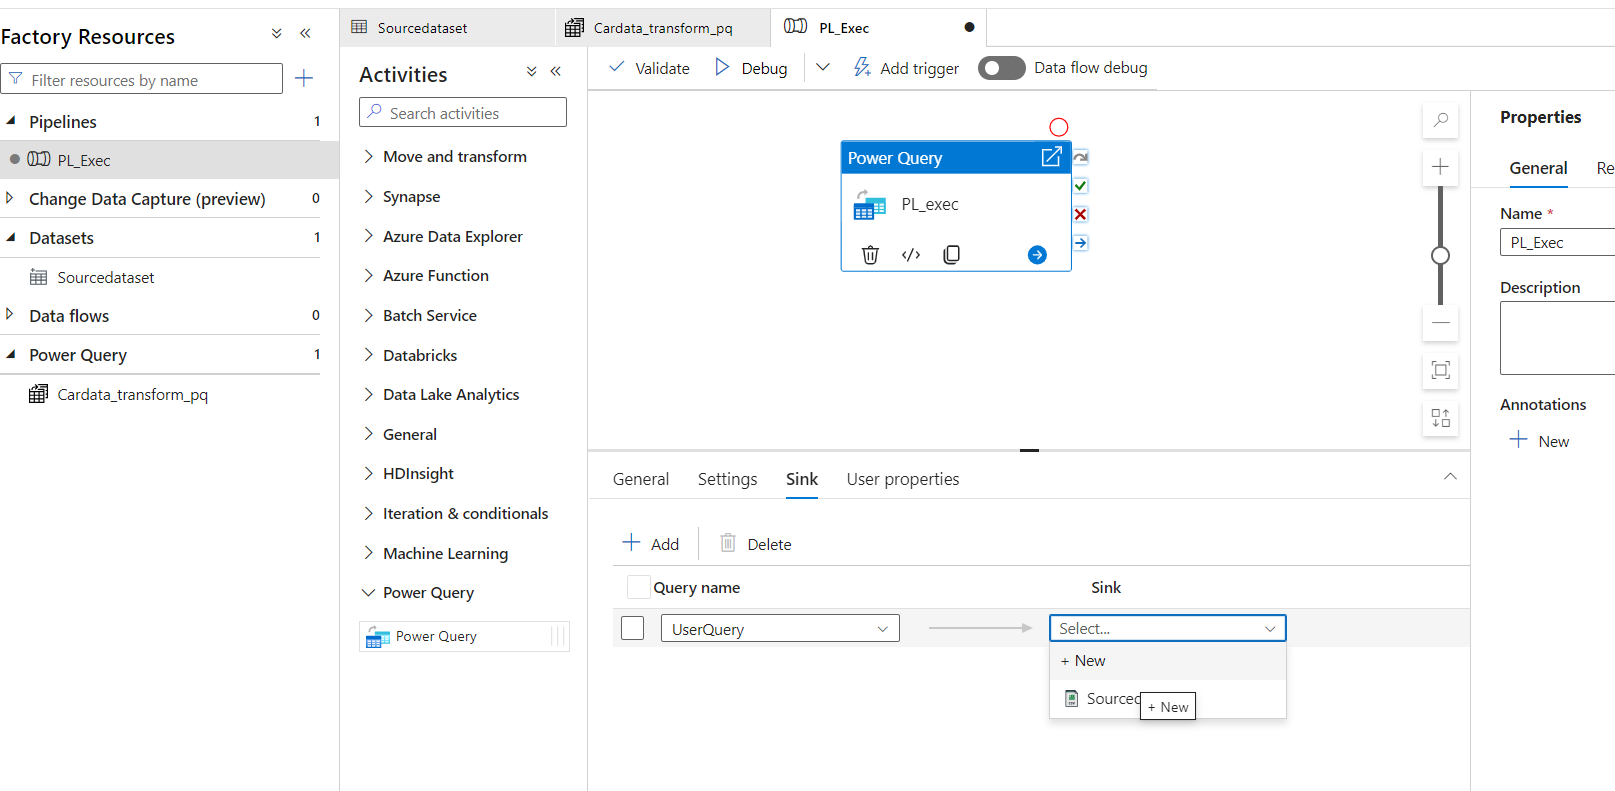 Factory Resources
Filter resources by name
Pipelines 1
PL_Exec
Change Data Capture (preview) 0
Datasets 1
Sourcedataset
Data flows 0
Power Query 1
Cardata_transform_pq
Sourcedataset
Cardata_transform_pq
PL_Exec
Activities
Search activities
Move and transform
Synapse
Azure Data Explorer
Azure Function
Batch Service
Databricks
Data Lake Analytics
General
HDInsight
Iteration & conditionals
Machine Learning
Power Query
Power Query
Validate
Debug
Add trigger
Data flow debug
Power Query
PL_exec
General
Settings
Sink
User properties
+ Add
Delete
Query name
Sink
UserQuery
Select...
+ New
Sourced
+ New
Properties
General
Re
Name *
PL_Exec
Description
Annotations
+ New